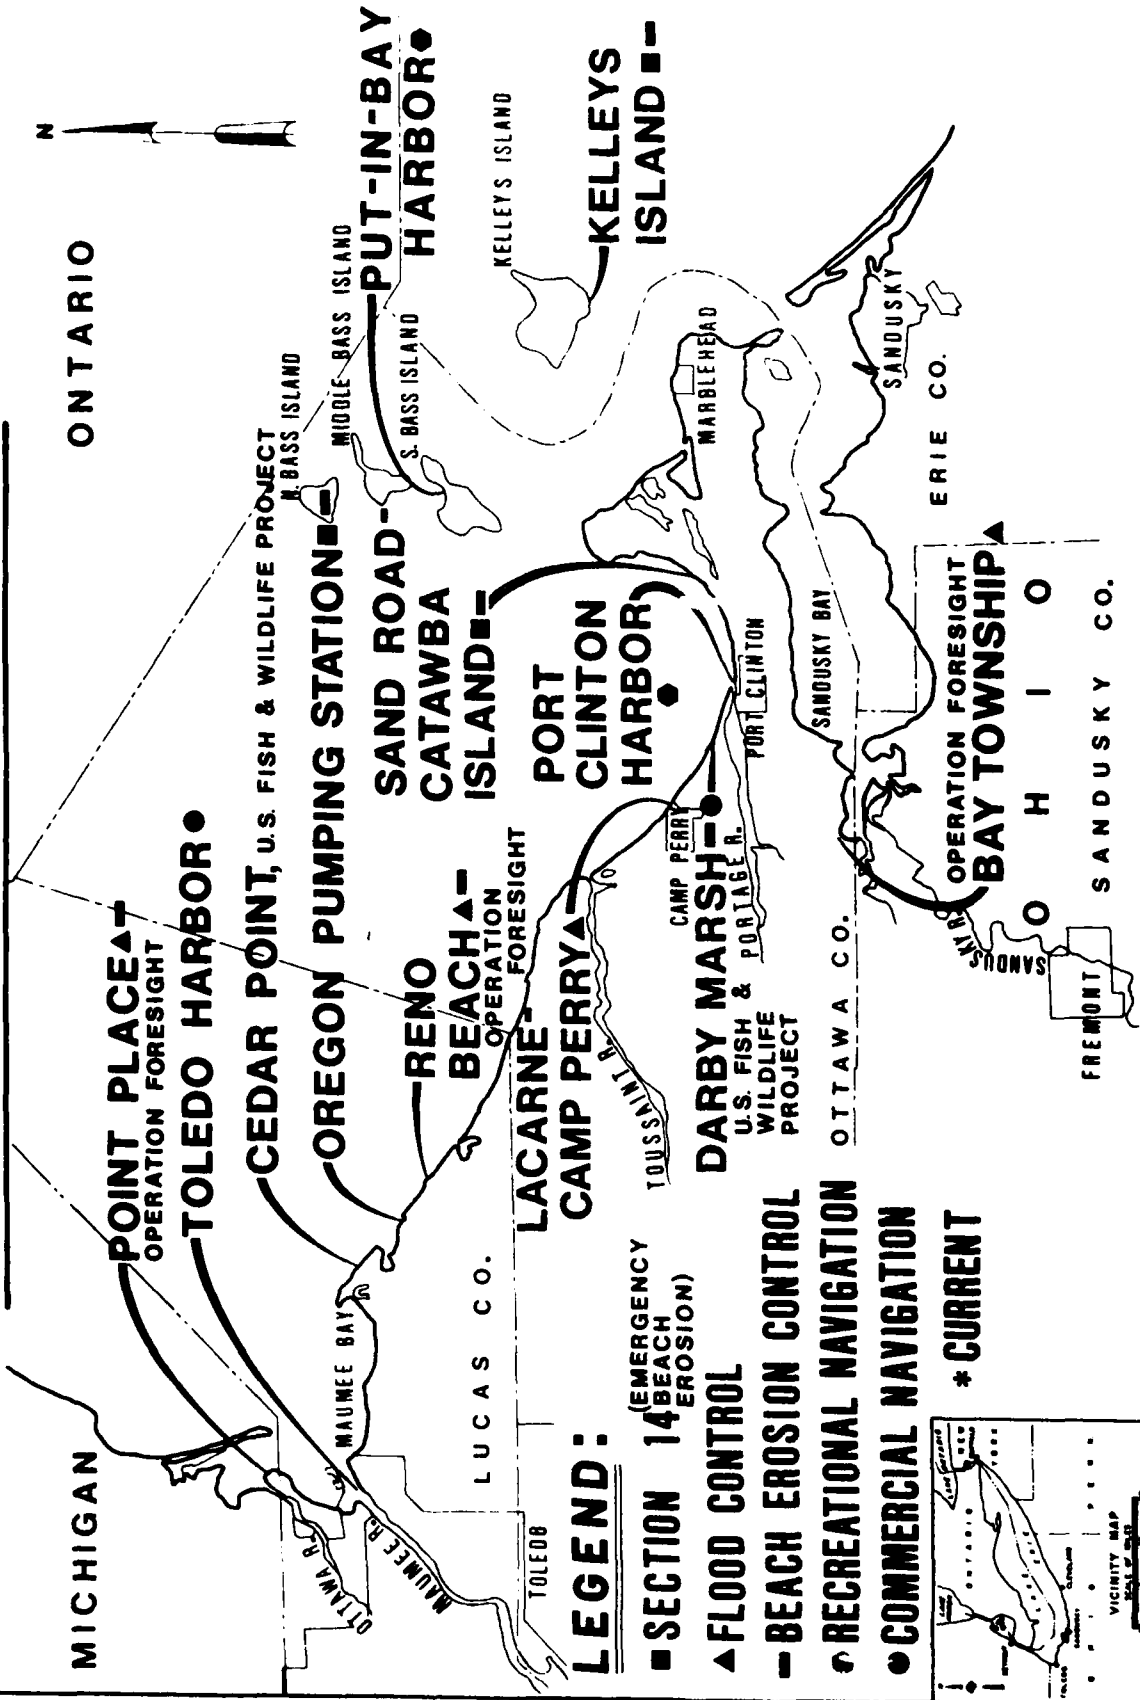 MICHIGAN
ONTARIO
N
POINT PLACE▲━
OPERATION FORESIGHT
TOLEDO HARBOR●
CEDAR POINT, U.S. FISH & WILDLIFE PROJECT
OREGON PUMPING STATION■━
RENO
BEACH▲━
OPERATION
FORESIGHT
SAND ROAD-
CATAWBA
ISLAND■━
PORT
CLINTON
HARBOR
⬢
LACARNE-
CAMP PERRY▲
DARBY MARSH━●
U.S. FISH &
WILDLIFE
PROJECT
PUT-IN-BAY
HARBOR⬢
KELLEYS
ISLAND■━
OPERATION FORESIGHT
BAY TOWNSHIP▲
N. BASS ISLAND
MIDDLE BASS ISLAND
S. BASS ISLAND
KELLEYS ISLAND
MARBLEHEAD
SANDUSKY
ERIE CO.
SANDUSKY BAY
PORT CLINTON
CAMP PERRY
PORTAGE R.
TOUSSAINT R.
OTTAWA CO.
OHIO
SANDUSKY CO.
SANDUSKY R.
FREMONT
MAUMEE BAY
LUCAS CO.
OTTAWA R.
MAUMEE R.
TOLEDO
LEGEND:
■ SECTION 14 (EMERGENCY
BEACH
EROSION)
▲ FLOOD CONTROL
━ BEACH EROSION CONTROL
RECREATIONAL NAVIGATION
● COMMERCIAL NAVIGATION
* CURRENT
ONTARIO
NEW
YORK
VICINITY MAP